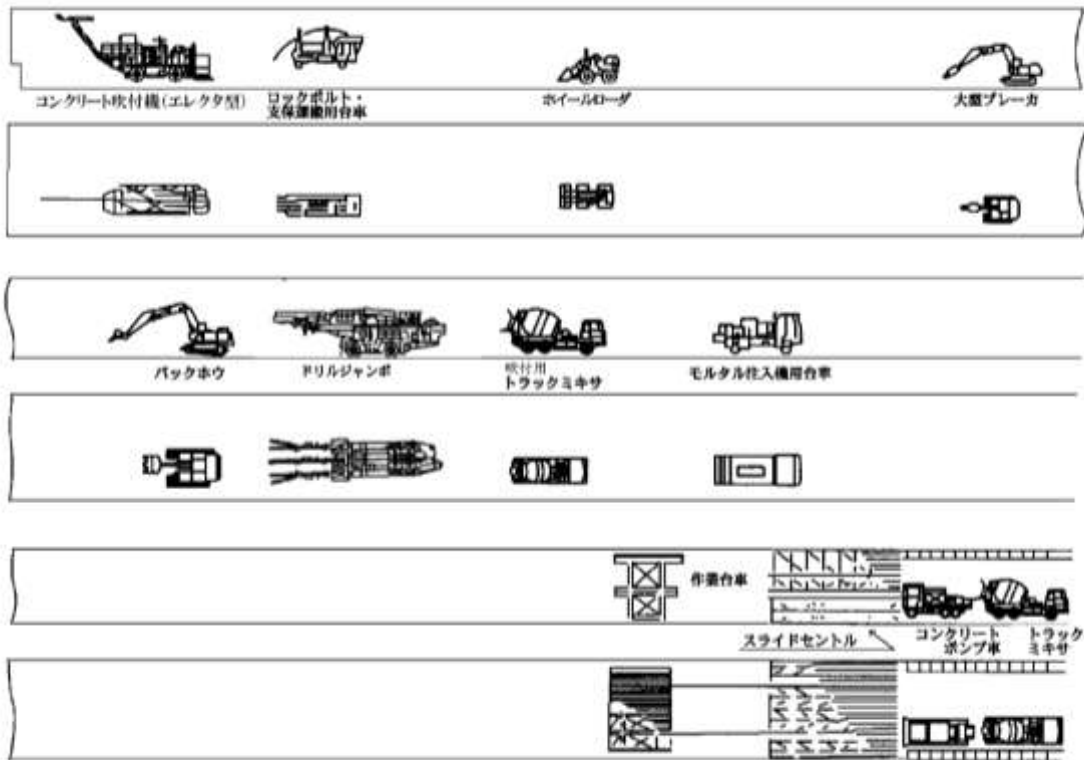 コンクリート吹付機(エレクタ型)
ロックボルト・
支保運搬用台車
ホイールローダ
大型ブレーカ
バックホウ
ドリルジャンボ
吹付用
トラックミキサ
モルタル注入機用台車
作業台車
スライドセントル
コンクリート
ポンプ車
トラック
ミキサ